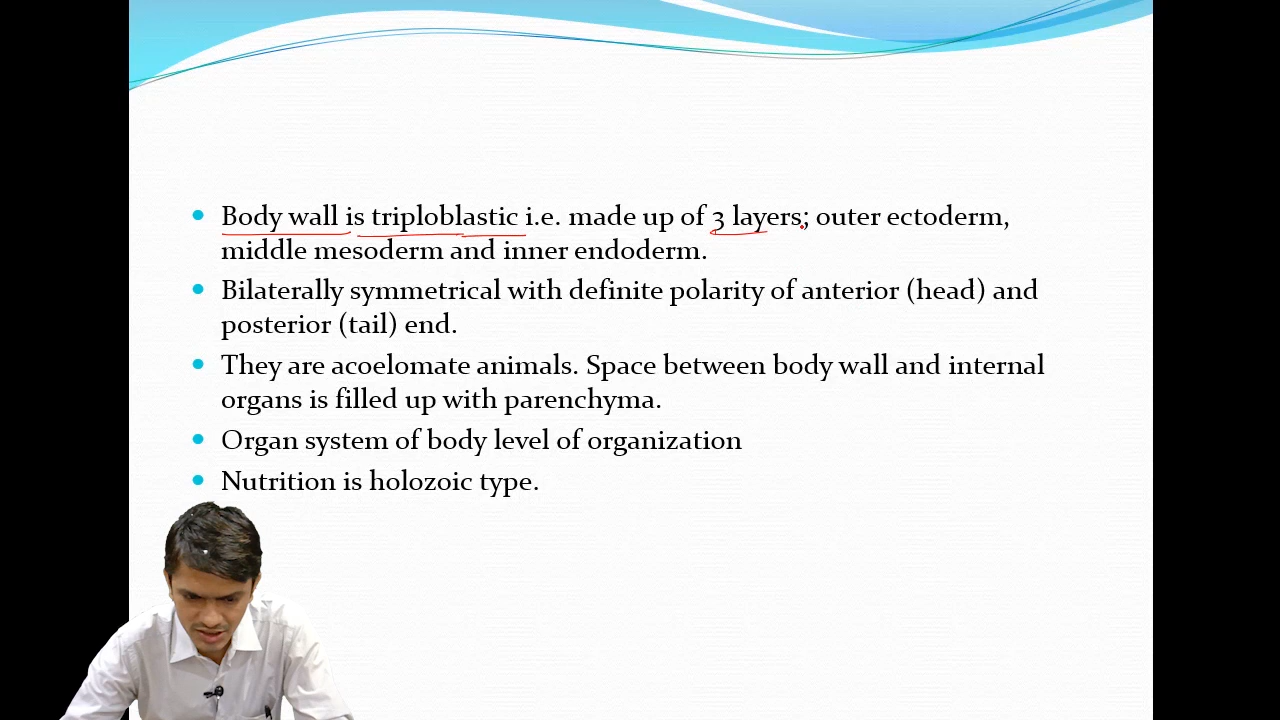 Body wall is triploblastic i.e. made up of 3 layers; outer ectoderm,
middle mesoderm and inner endoderm.
Bilaterally symmetrical with definite polarity of anterior (head) and
posterior (tail) end.
They are acoelomate animals. Space between body wall and internal
organs is filled up with parenchyma.
Organ system of body level of organization
Nutrition is holozoic type.